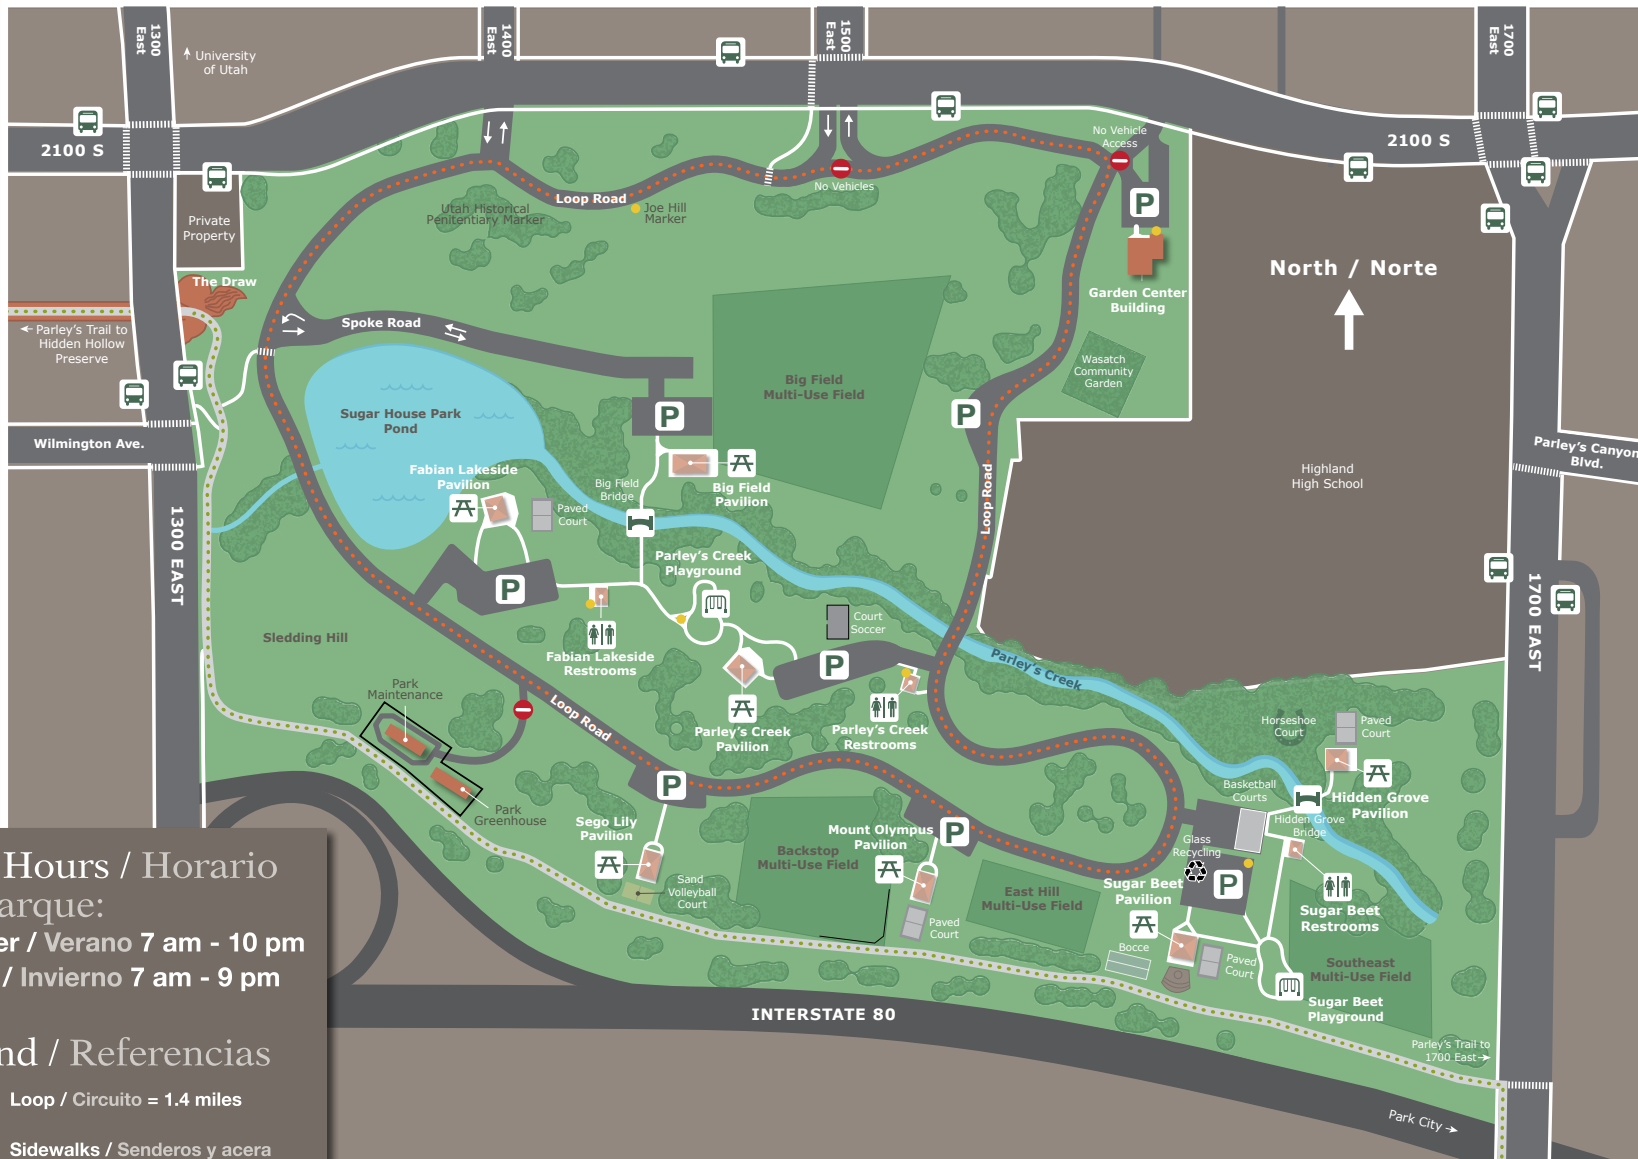 1300
East
University
of Utah
1400
East
1500
East
1700
East
2100 S
2100 S
No Vehicle
Access
No Vehicles
Loop Road
Utah Historical
Penitentiary Marker
Joe Hill
Marker
Private
Property
The Draw
Parley's Trail to
Hidden Hollow
Preserve
Spoke Road
P
Garden Center
Building
North / Norte
Wasatch
Community
Garden
Big Field
Multi-Use Field
Sugar House Park
Pond
P
P
Wilmington Ave.
Parley's Canyon
Blvd.
Highland
High School
Fabian Lakeside
Pavilion
Big Field
Bridge
Big Field
Pavilion
Paved
Court
Loop Road
1300 EAST
1700 EAST
Parley's Creek
Playground
P
Court
Soccer
Sledding Hill
Fabian Lakeside
Restrooms
P
Parley's Creek
Park
Maintenance
Loop Road
Parley's Creek
Pavilion
Parley's Creek
Restrooms
Horseshoe
Court
Paved
Court
P
Basketball
Courts
Hidden Grove
Pavilion
Hidden Grove
Bridge
Park
Greenhouse
Sego Lily
Pavilion
Mount Olympus
Pavilion
P
Glass
Recycling
Backstop
Multi-Use Field
Sand
Volleyball
Court
East Hill
Multi-Use Field
Sugar Beet
Pavilion
P
Sugar Beet
Restrooms
Paved
Court
Bocce
Paved
Court
Southeast
Multi-Use Field
Sugar Beet
Playground
INTERSTATE 80
Parley's Trail to
1700 East
Park City
Hours / Horario
arque:
er / Verano 7 am - 10 pm
/ Invierno 7 am - 9 pm
nd / Referencias
Loop / Circuito = 1.4 miles
Sidewalks / Senderos y acera